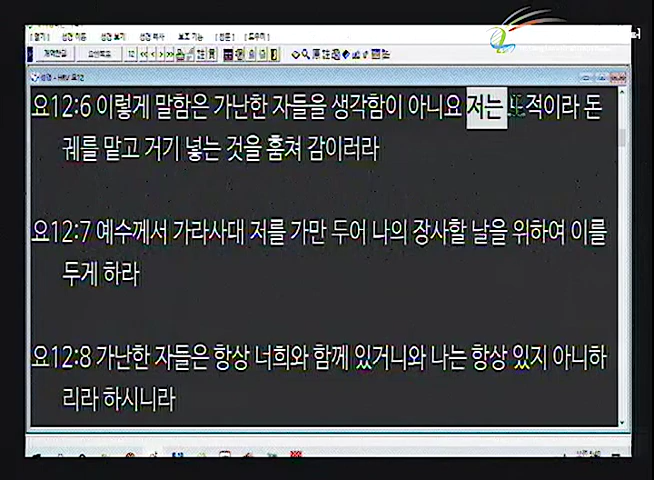 성경 - HRV 요12
요12:6 이렇게 말함은 가난한 자들을 생각함이 아니요 저는 도적이라 돈
궤를 맡고 거기 넣는 것을 훔쳐 감이러라
요12:7 예수께서 가라사대 저를 가만 두어 나의 장사할 날을 위하여 이를
두게 하라
요12:8 가난한 자들은 항상 너희와 함께 있거니와 나는 항상 있지 아니하
리라 하시니라